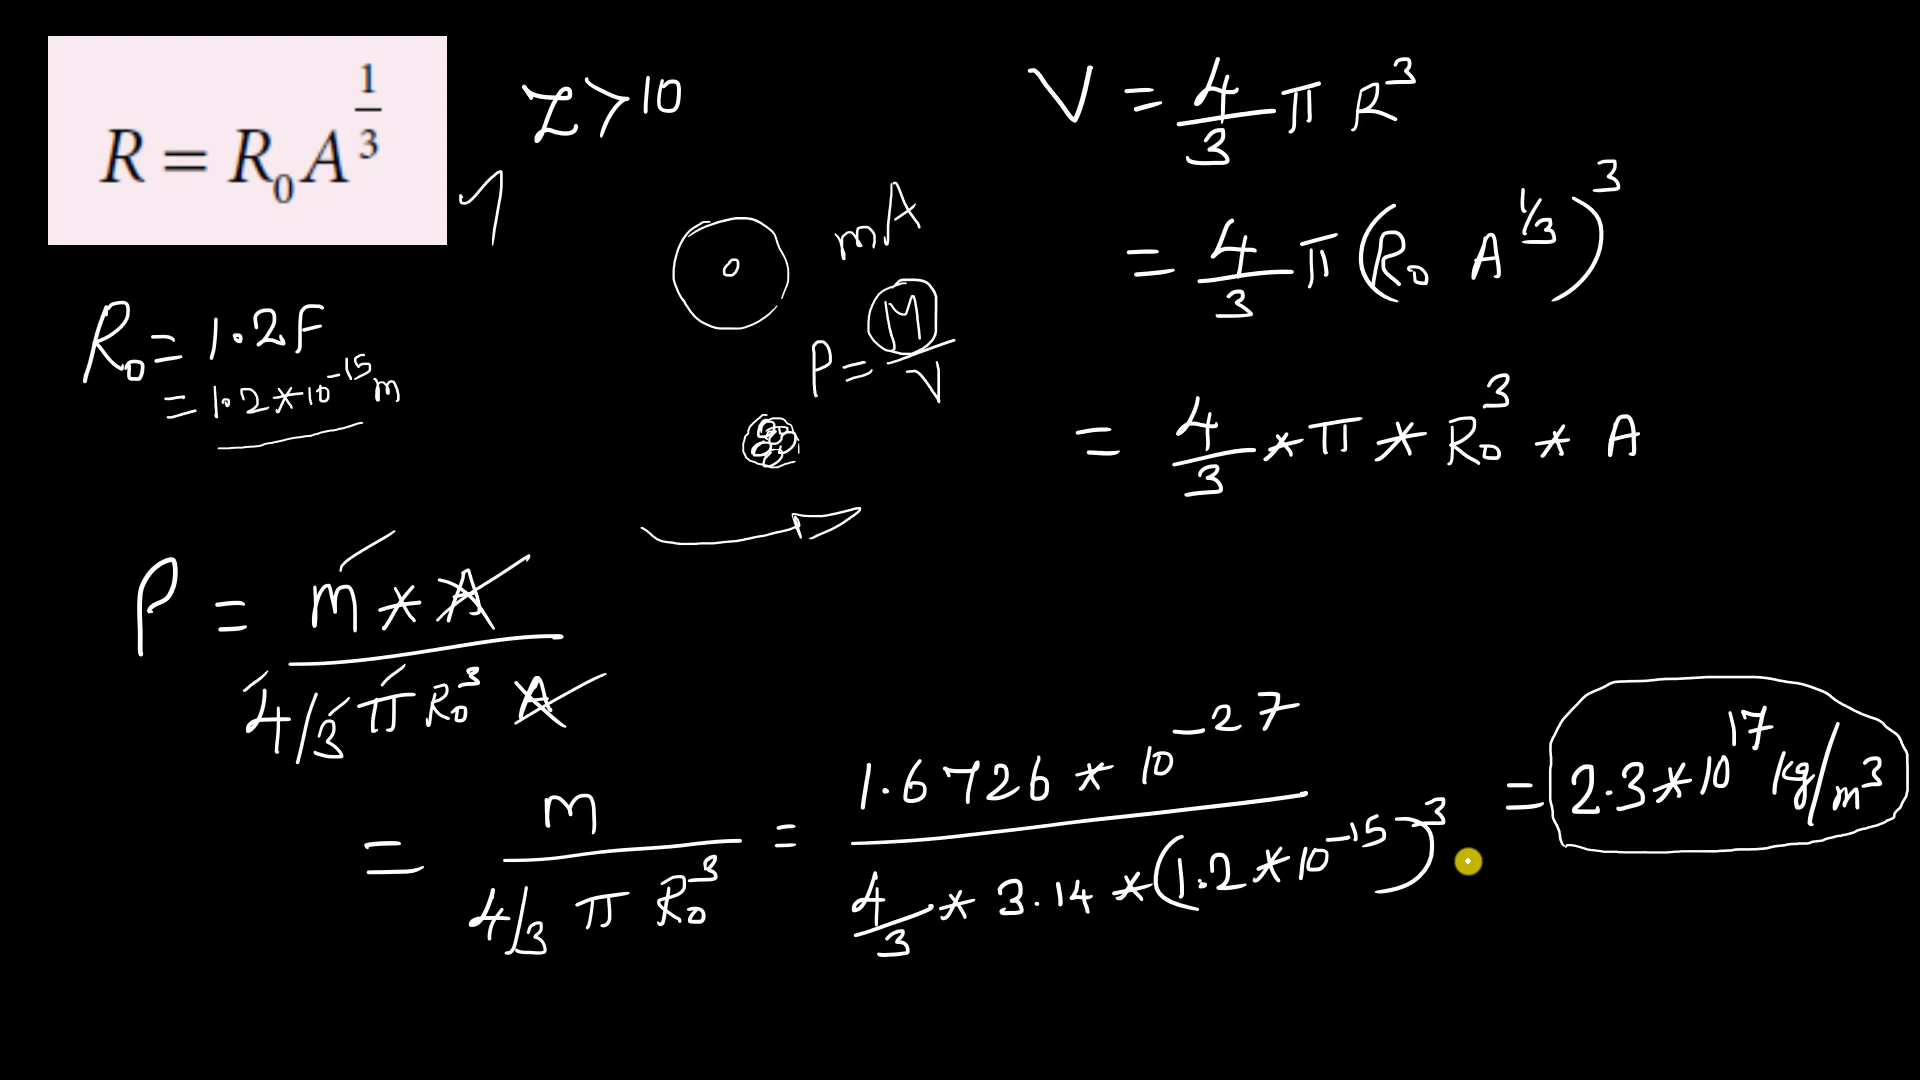 R = R₀A^(1/3)
Z > 10
R₀ = 1.2F
= 1.2 * 10⁻¹⁵ m
mA
ρ = M/V
V = 4/3 π R³
= 4/3 π (R₀ A^(1/3))³
= 4/3 * π * R₀³ * A
ρ = m * A / 4/3 π R₀³ A
= m / 4/3 π R₀³ = 1.6726 * 10⁻²⁷ / 4/3 * 3.14 * (1.2 * 10⁻¹⁵)³ = 2.3 * 10¹⁷ kg/m³